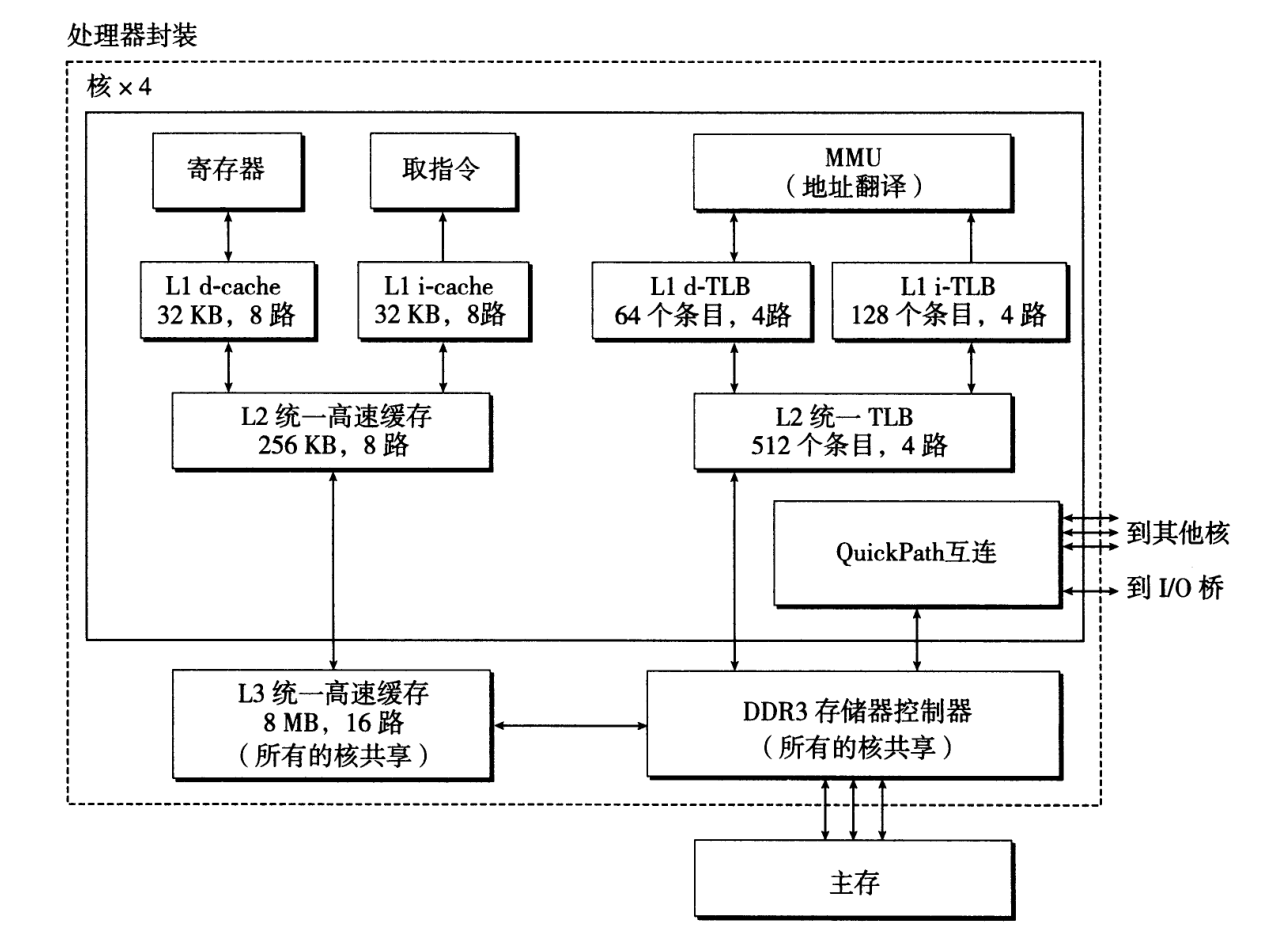 处理器封装
核 × 4
寄存器
取指令
MMU
（地址翻译）
L1 d-cache
32 KB，8 路
L1 i-cache
32 KB，8路
L1 d-TLB
64 个条目，4路
L1 i-TLB
128 个条目，4 路
L2 统一高速缓存
256 KB，8 路
L2 统一 TLB
512 个条目，4 路
QuickPath互连
到其他核
到 I/O 桥
L3 统一高速缓存
8 MB，16 路
（所有的核共享）
DDR3 存储器控制器
（所有的核共享）
主存